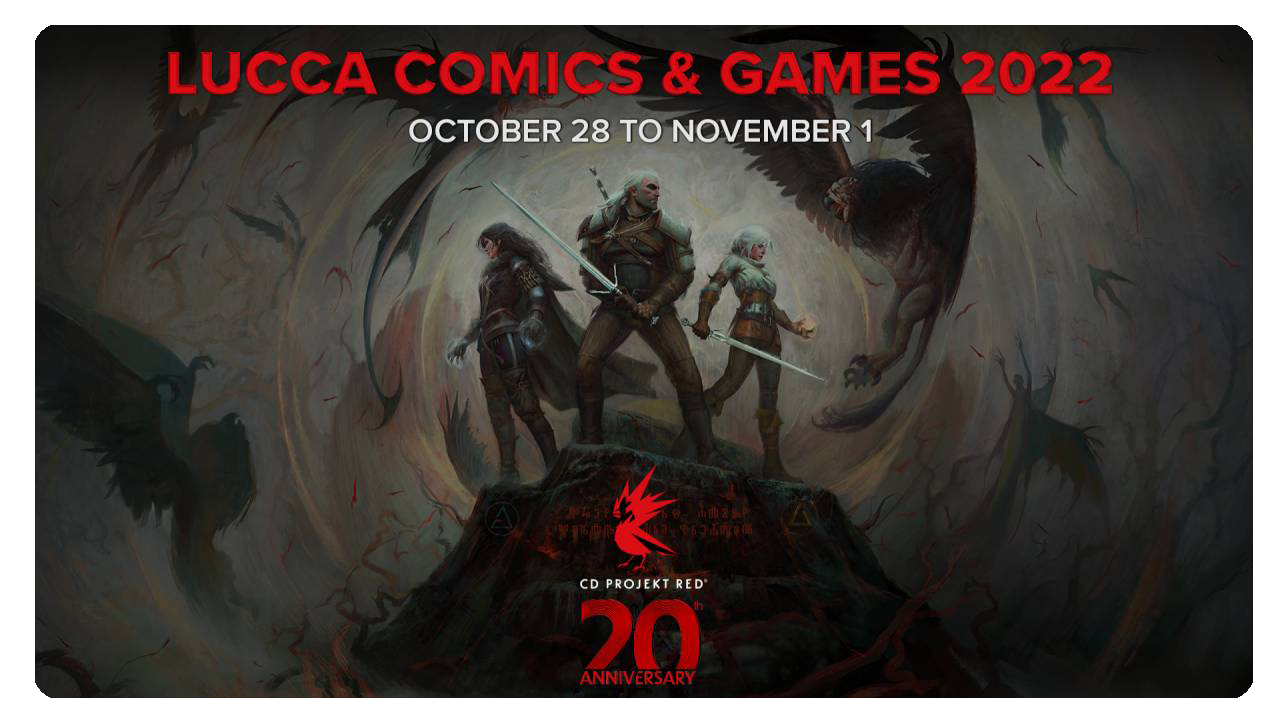 LUCCA COMICS & GAMES 2022
OCTOBER 28 TO NOVEMBER 1
CD PROJEKT RED®
20th
ANNIVERSARY